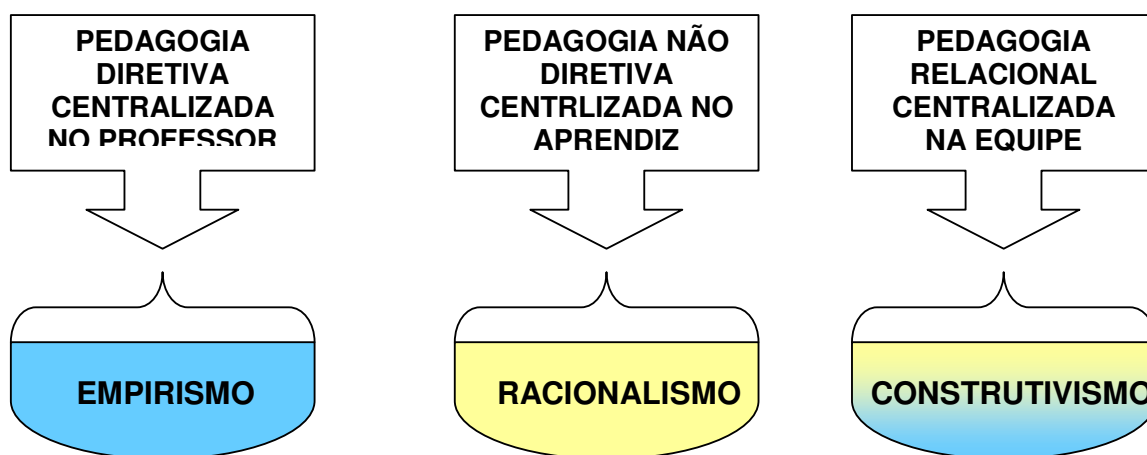 PEDAGOGIA
DIRETIVA
CENTRALIZADA
NO PROFESSOR
PEDAGOGIA NÃO
DIRETIVA
CENTRLIZADA NO
APRENDIZ
PEDAGOGIA
RELACIONAL
CENTRALIZADA
NA EQUIPE
EMPIRISMO
RACIONALISMO
CONSTRUTIVISMO